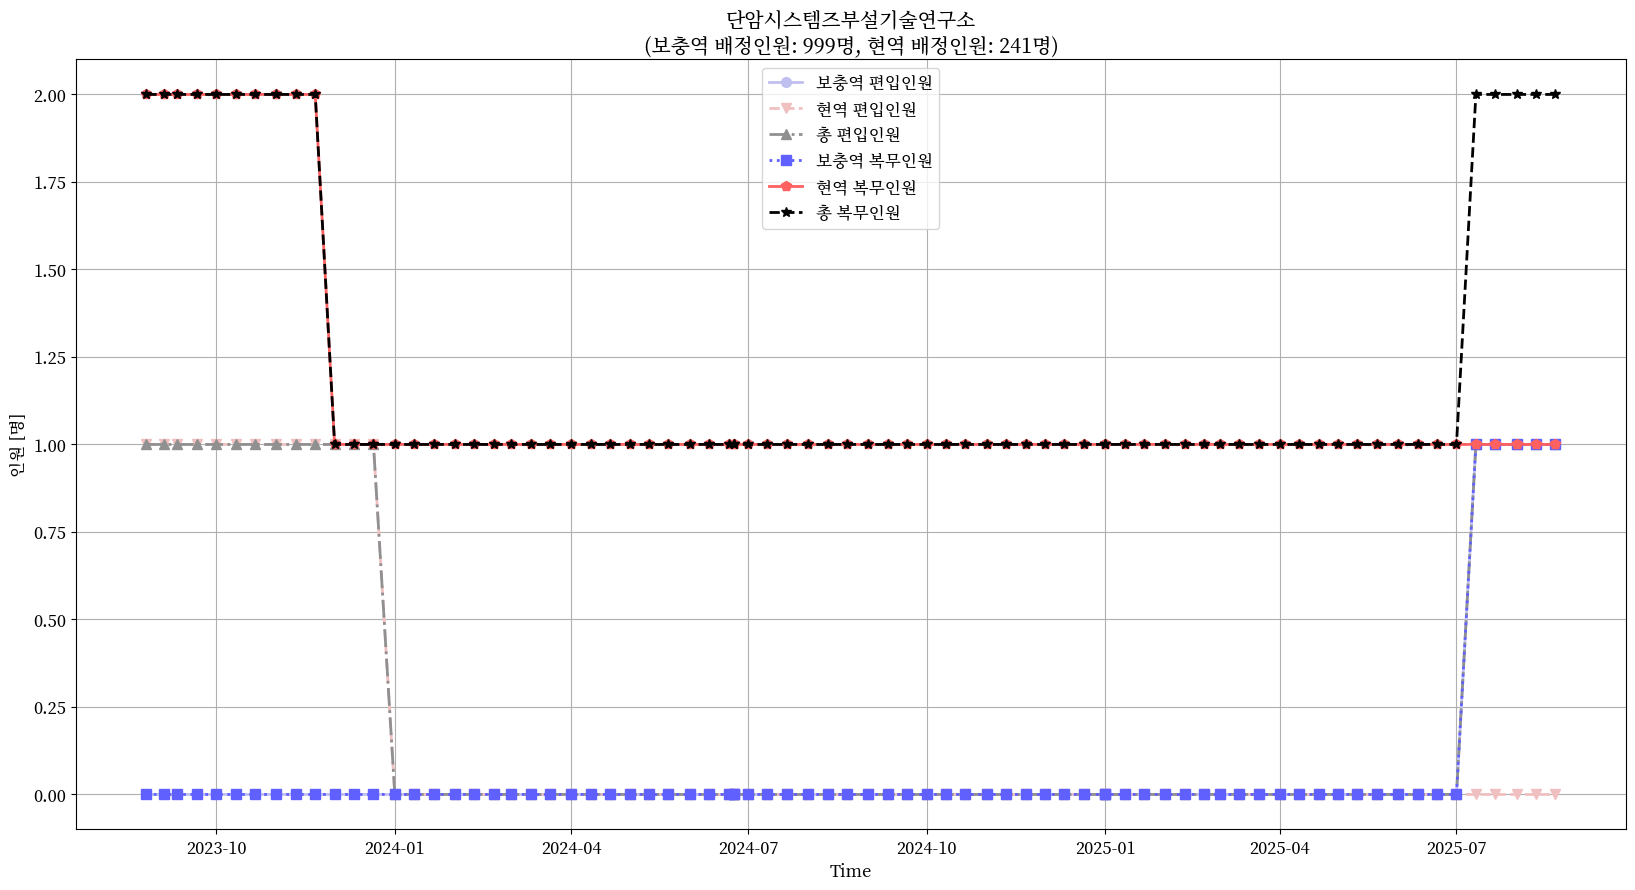 단암시스템즈부설기술연구소
(보충역 배정인원: 999명, 현역 배정인원: 241명)
보충역 편입인원
현역 편입인원
총 편입인원
보충역 복무인원
현역 복무인원
총 복무인원
인원 [명]
2.00
1.75
1.50
1.25
1.00
0.75
0.50
0.25
0.00
2023-10
2024-01
2024-04
2024-07
2024-10
2025-01
2025-04
2025-07
Time